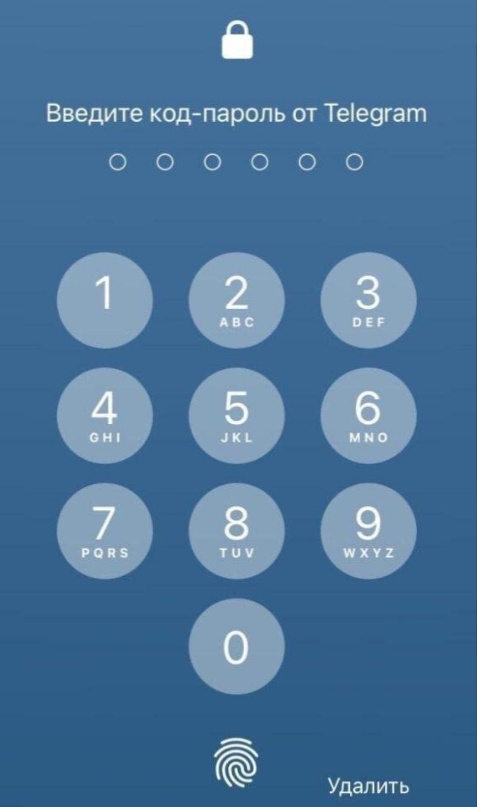 Введите код-пароль от Telegram
1 2 3
ABC DEF
4 5 6
GHI JKL MNO
7 8 9
PQRS TUV WXYZ
0
Удалить